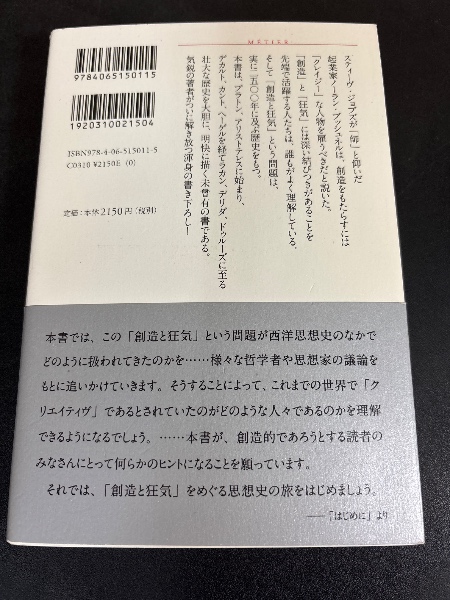 MÉTIER
スティーヴ・ジョブズが「師」と仰いだ
起業家ノーラン・ブッシュネルは、創造をもたらすには
「クレイジー」な人物を雇うべきだと説いた。
「創造」と「狂気」には深い結びつきがあることを
先端で活躍する人たちは、誰もがよく理解している。
そして「創造と狂気」という問題は、
実に二五〇〇年に及ぶ歴史をもつ。
本書は、プラトン、アリストテレスに始まり、
デカルト、カント、ヘーゲルを経てラカン、デリダ、ドゥルーズに至る
壮大な歴史を大胆に、明快に描く未曾有の書である。
気鋭の著者がついに解き放つ渾身の書き下ろし!
9784065150115
1920310021504
ISBN978-4-06-515011-5
C0310 ¥2150E (0)
定価:本体2150円(税別)
本書では、この「創造と狂気」という問題が西洋思想史のなかで
どのように扱われてきたのかを……様々な哲学者や思想家の議論を
もとに追いかけていきます。そうすることによって、これまでの世界で「ク
リエイティヴ」であるとされていたのがどのような人々であるのかを理解
できるようになるでしょう。……本書が、創造的であろうとする読者の
みなさんにとって何らかのヒントになることを願っています。
それでは、「創造と狂気」をめぐる思想史の旅をはじめましょう。
──「はじめに」より